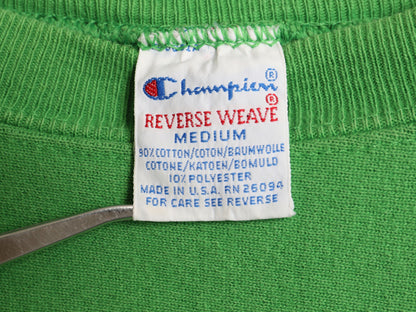 Champion®
REVERSE WEAVE®
MEDIUM
90% COTTON/COTON/BAUMWOLLE
COTONE/KATOEN/BOMULD
10% POLYESTER
MADE IN U.S.A. RN 26094
FOR CARE SEE REVERSE